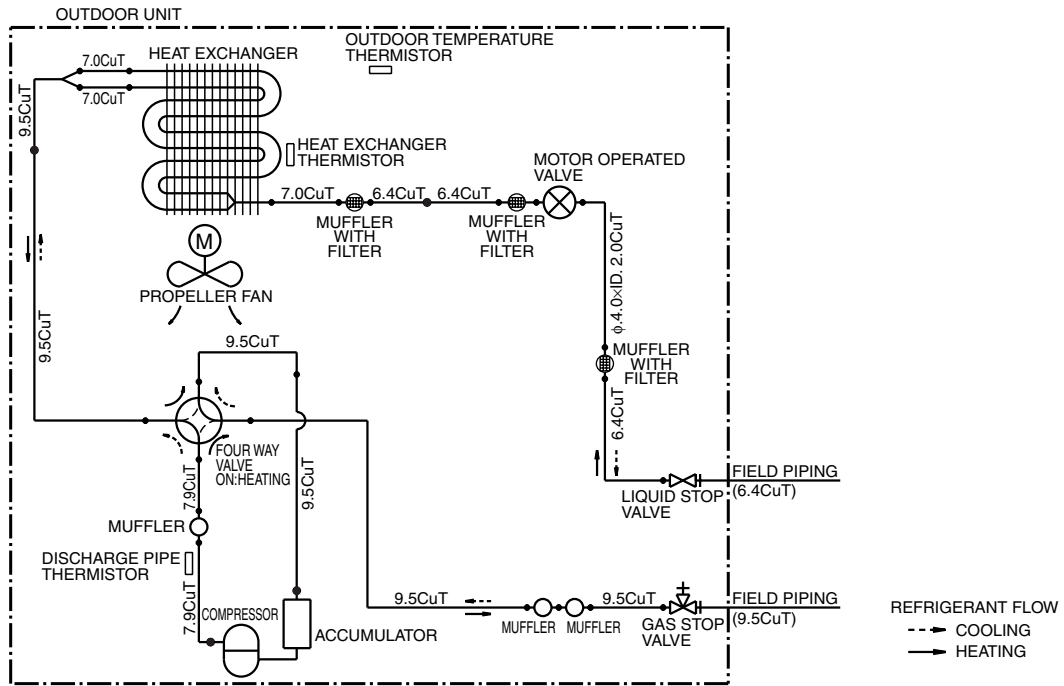 OUTDOOR UNIT
OUTDOOR TEMPERATURE
THERMISTOR
HEAT EXCHANGER
7.0CuT
7.0CuT
9.5CuT
HEAT EXCHANGER
THERMISTOR
MOTOR OPERATED
VALVE
7.0CuT
6.4CuT
6.4CuT
MUFFLER
WITH
FILTER
MUFFLER
WITH
FILTER
M
PROPELLER FAN
ϕ.4.0×ID. 2.0CuT
9.5CuT
9.5CuT
MUFFLER
WITH
FILTER
6.4CuT
FOUR WAY
VALVE
ON:HEATING
7.9CuT
9.5CuT
LIQUID STOP
VALVE
FIELD PIPING
(6.4CuT)
MUFFLER
DISCHARGE PIPE
THERMISTOR
7.9CuT
COMPRESSOR
ACCUMULATOR
9.5CuT
MUFFLER
MUFFLER
9.5CuT
GAS STOP
VALVE
FIELD PIPING
(9.5CuT)
REFRIGERANT FLOW
COOLING
HEATING